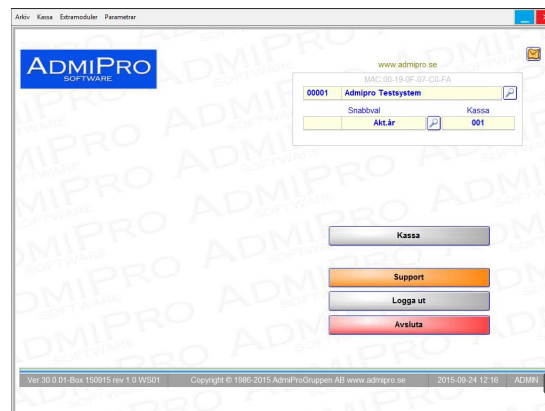 Arkiv Kassa Extramoduler Parametrar
ADMIPRO
SOFTWARE
www.admipro.se
MAC:00-19-0F-07-C0-FA
00001 Admipro Testsystem
Snabbval Kassa
Akt.år 001
Kassa
Support
Logga ut
Avsluta
Ver.30.0.01-Box 150915 rev 1.0 WS01 Copyright © 1986-2015 AdmiProGruppen AB www.admipro.se 2015-09-24 12:16 ADMIN